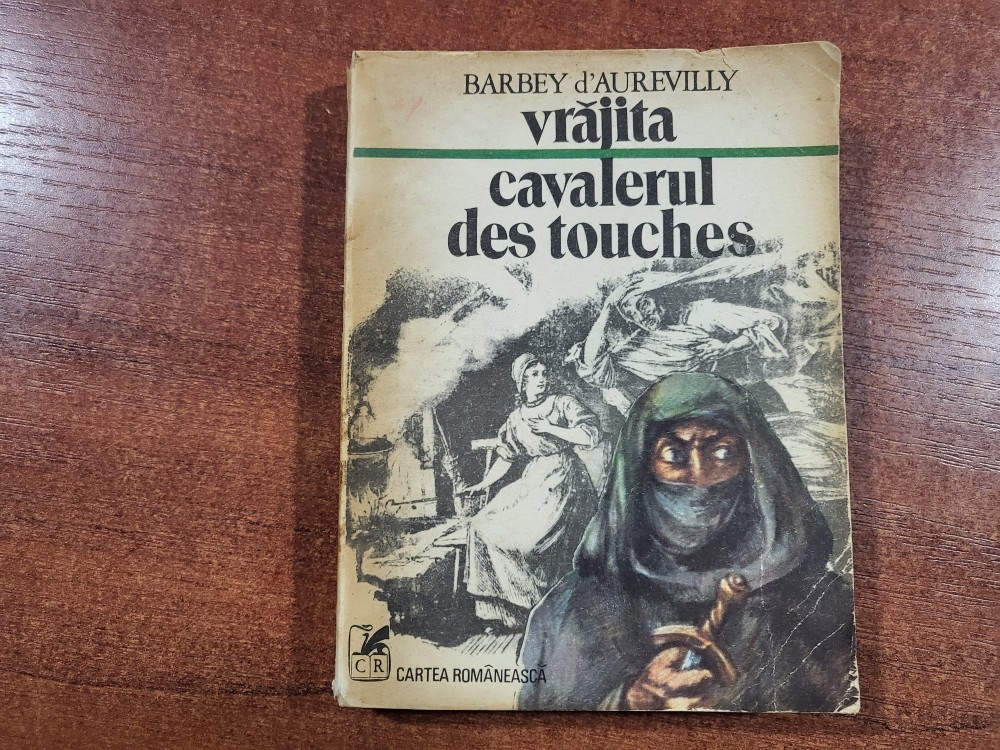 BARBEY d'AUREVILLY
vrăjita
cavalerul
des touches
CR
CARTEA ROMÂNEASCĂ